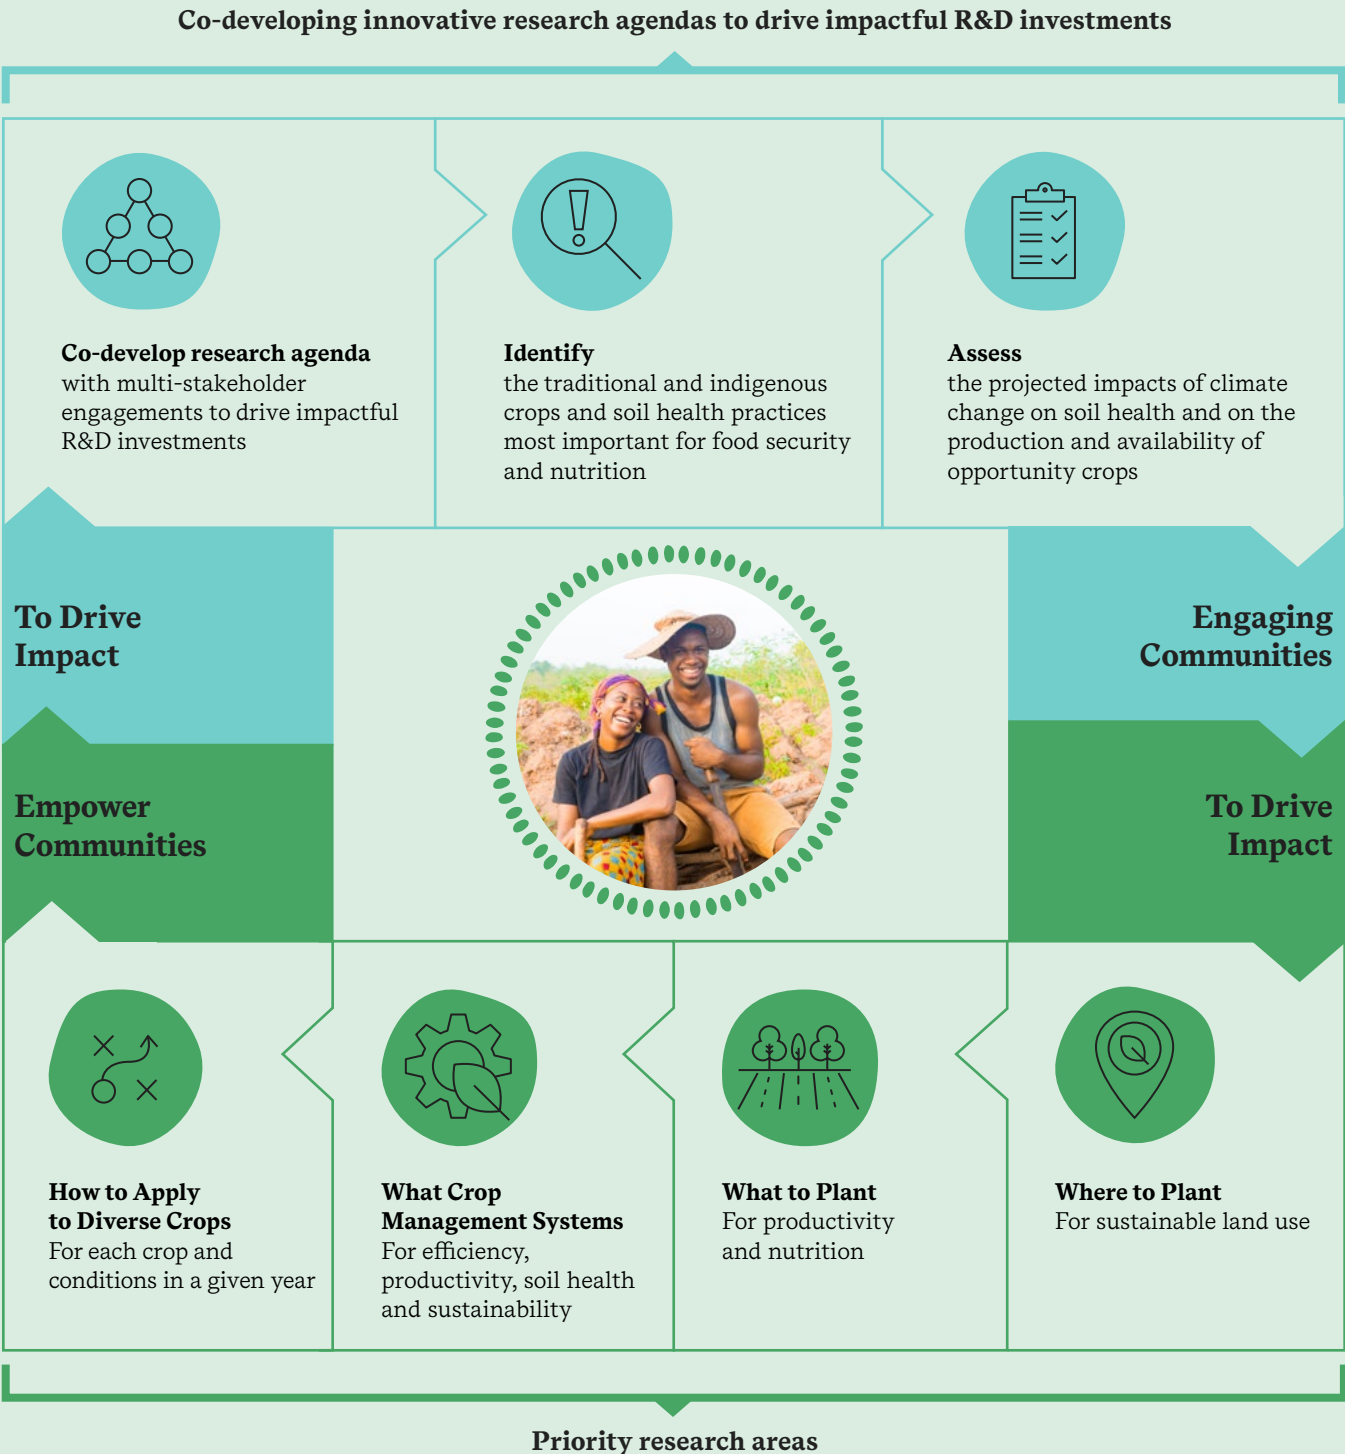 Co-developing innovative research agendas to drive impactful R&D investments
Co-develop research agenda
with multi-stakeholder
engagements to drive impactful
R&D investments
Identify
the traditional and indigenous
crops and soil health practices
most important for food security
and nutrition
Assess
the projected impacts of climate
change on soil health and on the
production and availability of
opportunity crops
To Drive
Impact
Engaging
Communities
Empower
Communities
To Drive
Impact
How to Apply
to Diverse Crops
For each crop and
conditions in a given year
What Crop
Management Systems
For efficiency,
productivity, soil health
and sustainability
What to Plant
For productivity
and nutrition
Where to Plant
For sustainable land use
Priority research areas